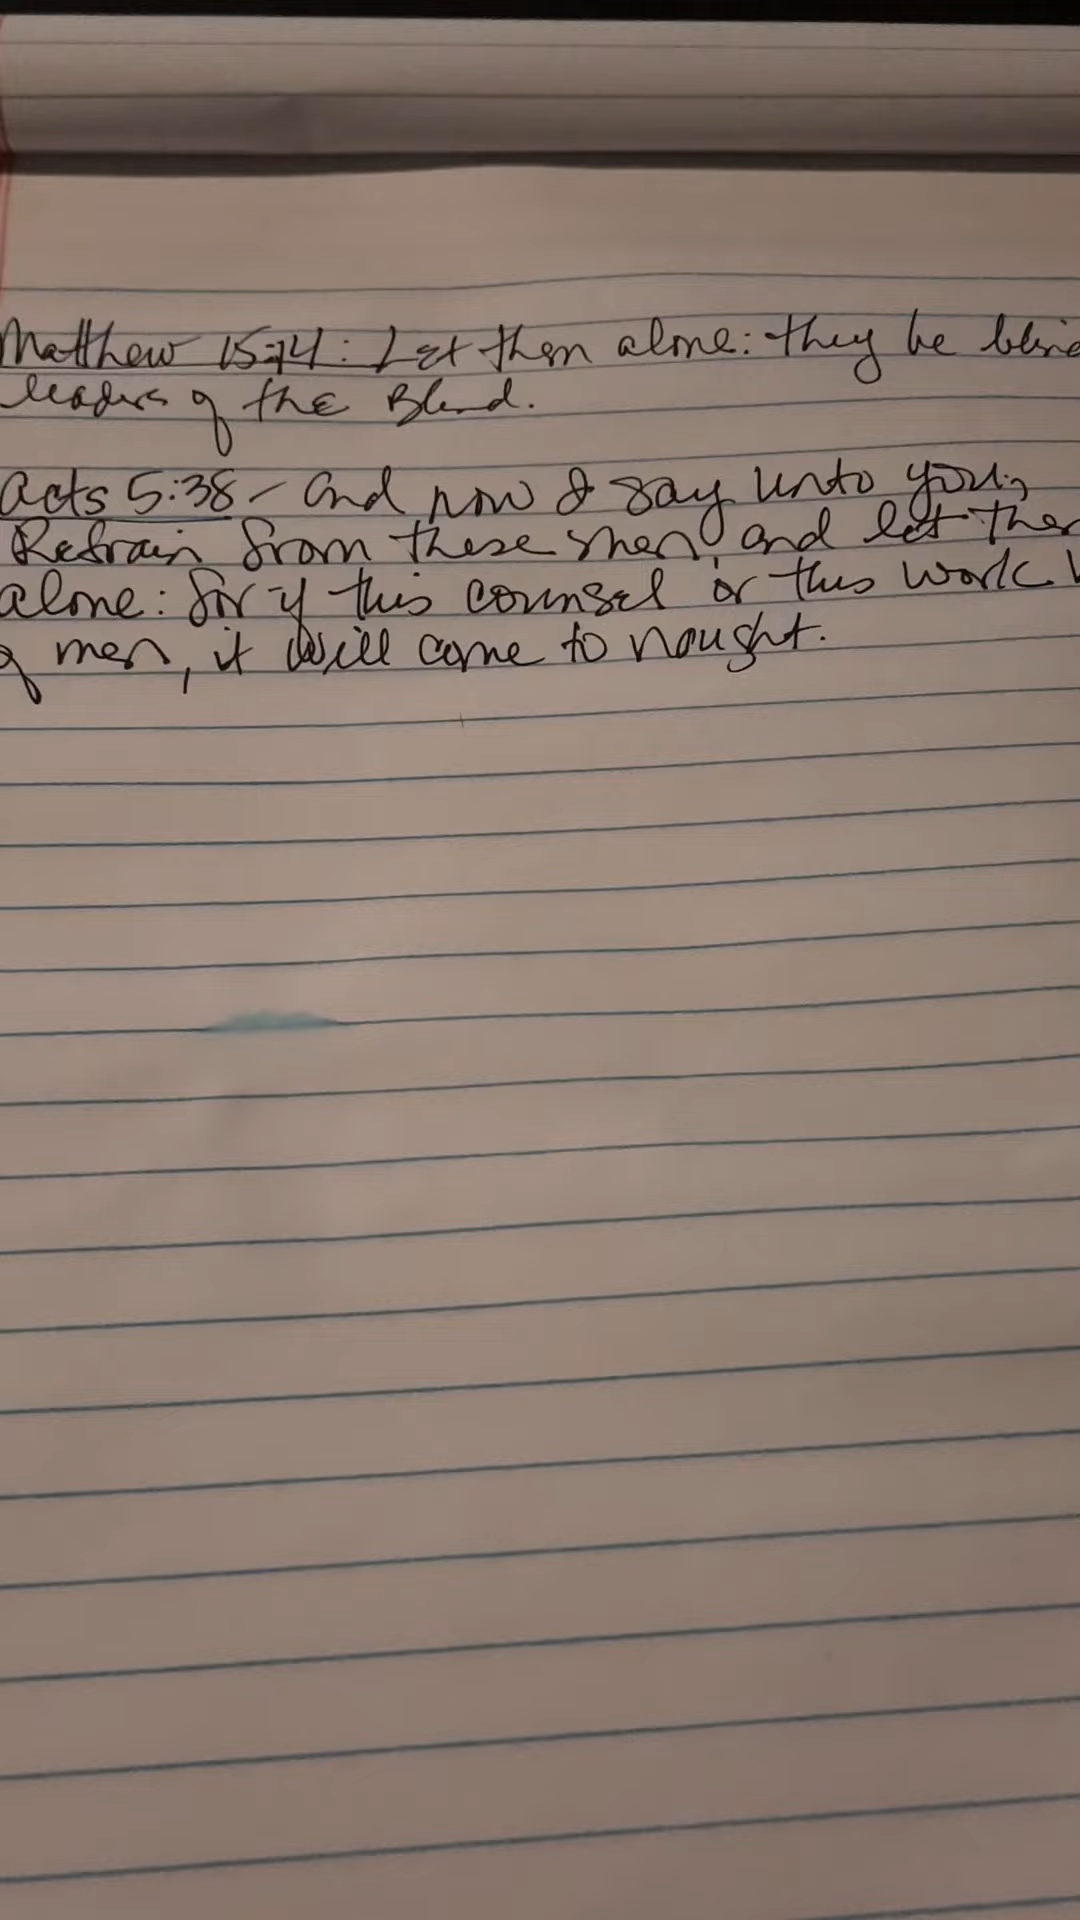 Matthew 15:14: Let them alone: they be blind
leaders of the Blind.
Acts 5:38 - and now I say unto you,
Refrain from these men, and let them
alone: for if this counsel or this work
of men, it will come to nought.